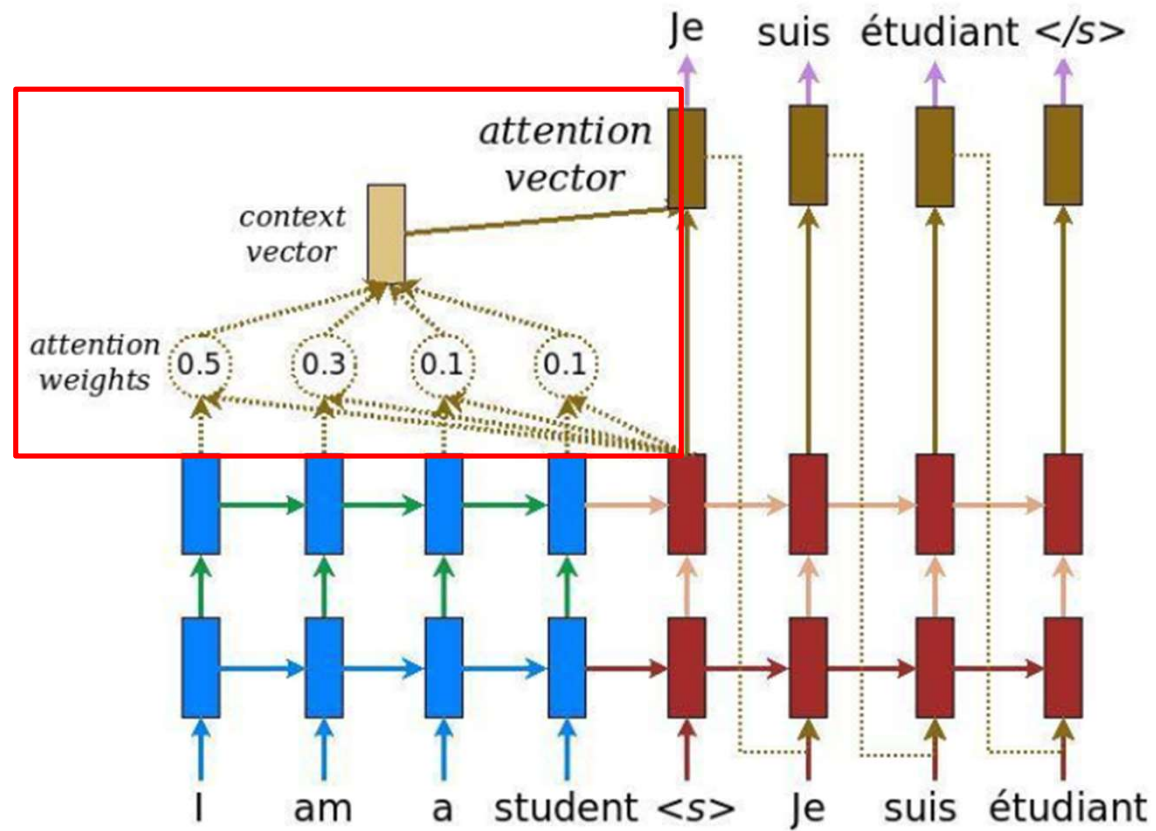 Je suis étudiant </s>
attention
vector
context
vector
attention
weights
0.5 0.3 0.1 0.1
I am a student <s> Je suis étudiant